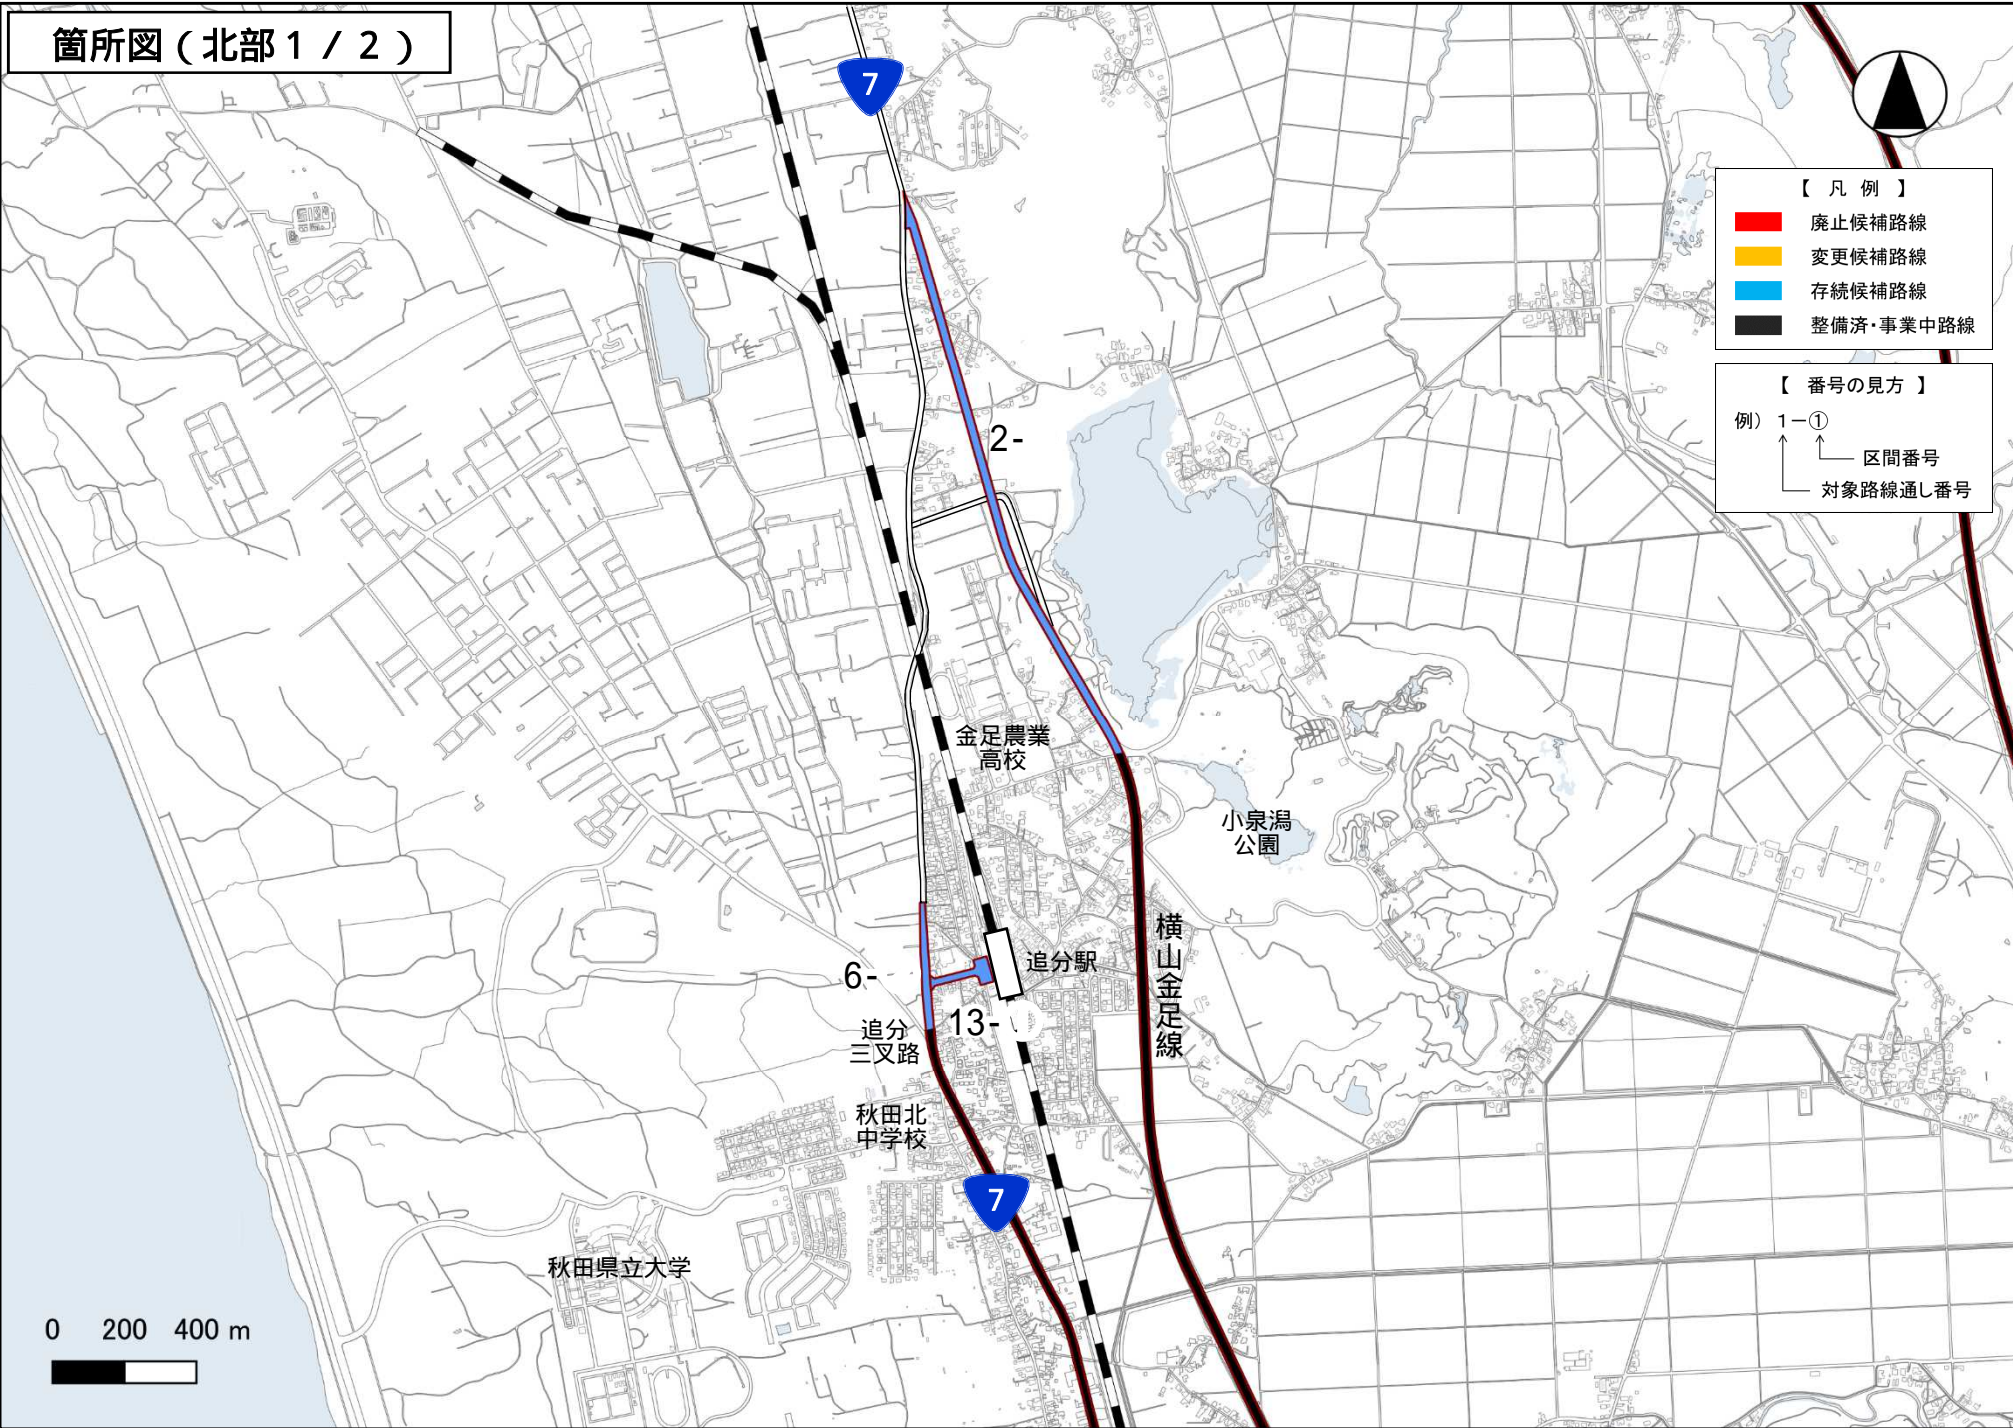 箇所図（北部１／２）
7
【 凡 例 】
廃止候補路線
変更候補路線
存続候補路線
整備済・事業中路線
【 番号の見方 】
例） 1－①
区間番号
対象路線通し番号
2-
金足農業
高校
小泉潟
公園
横山金足線
追分駅
6-
13-
追分
三叉路
秋田北
中学校
7
秋田県立大学
0 200 400 m